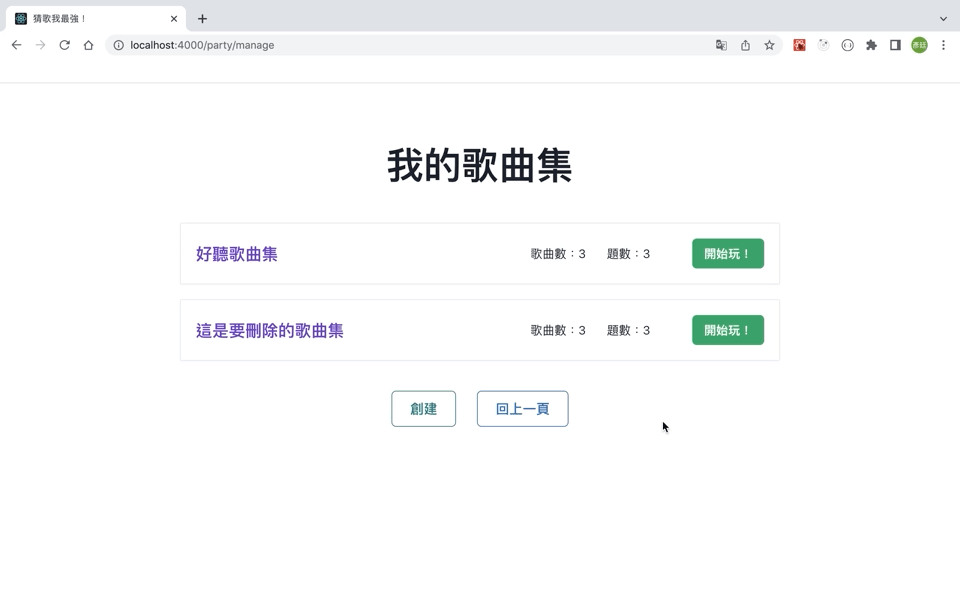 猜歌我最強！
localhost:4000/party/manage
我的歌曲集
好聽歌曲集 歌曲數：3 題數：3 開始玩！
這是要刪除的歌曲集 歌曲數：3 題數：3 開始玩！
創建 回上一頁